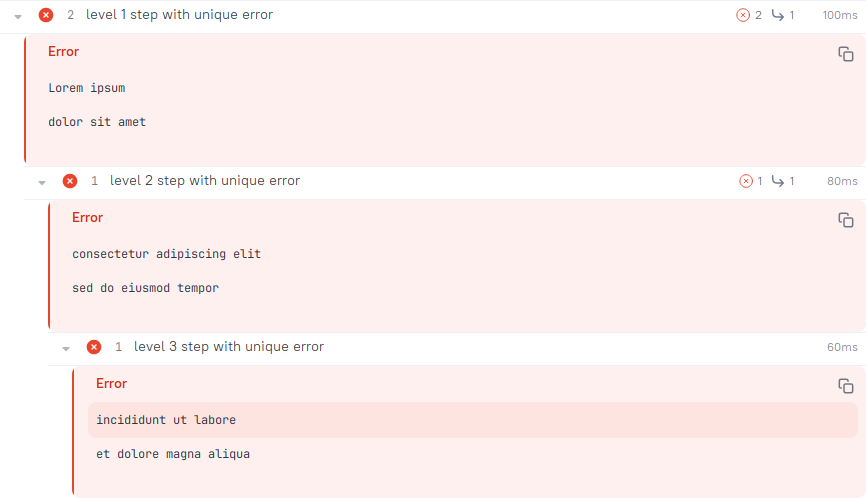 2 level 1 step with unique error 2 1 100ms
Error
Lorem ipsum
dolor sit amet
1 level 2 step with unique error 1 1 80ms
Error
consectetur adipiscing elit
sed do eiusmod tempor
1 level 3 step with unique error 60ms
Error
incididunt ut labore
et dolore magna aliqua